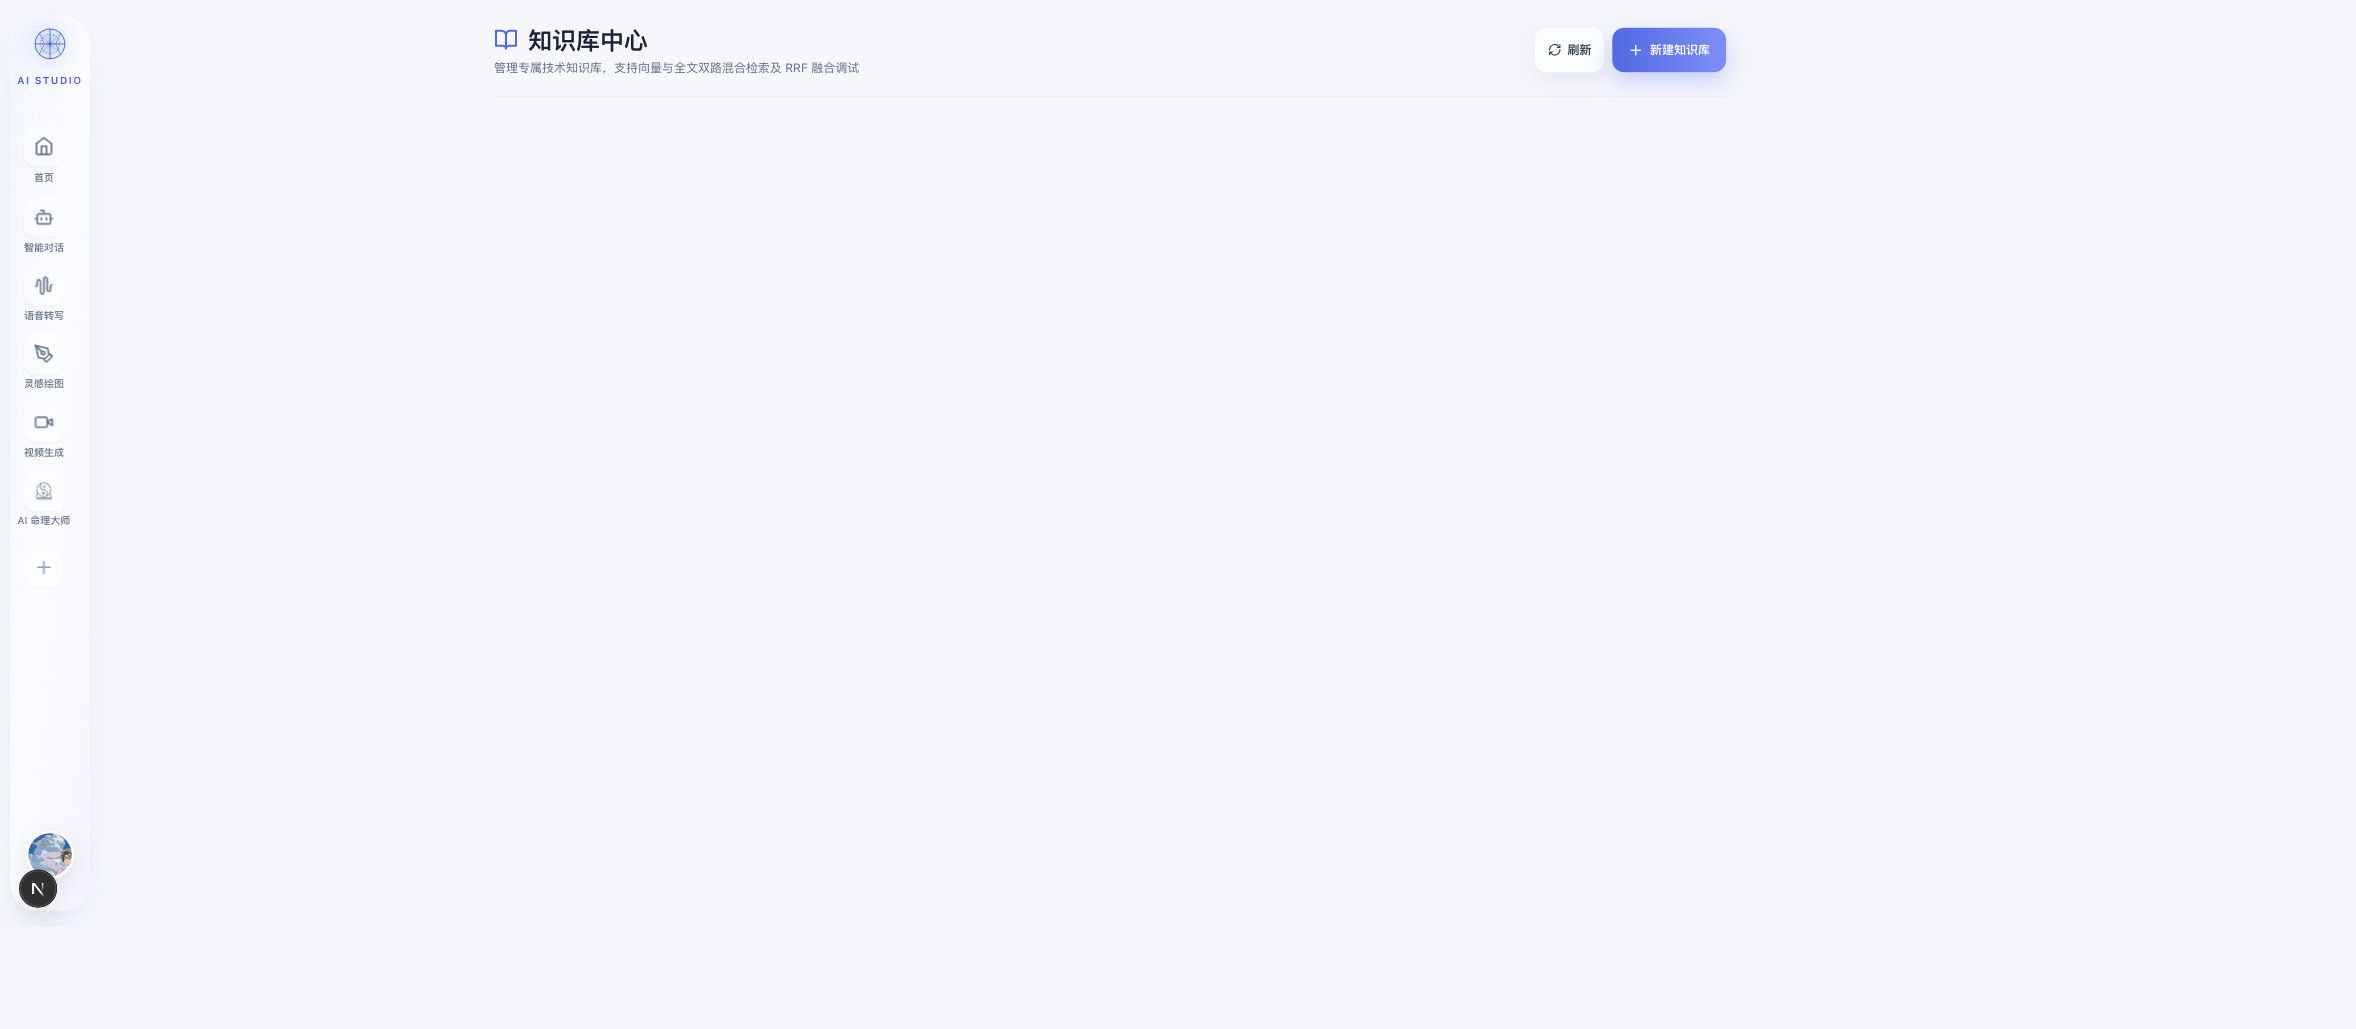 AI STUDIO
首页
智能对话
语音转写
灵感绘图
视频生成
AI 命理大师
N
知识库中心
管理专属技术知识库，支持向量与全文双路混合检索及 RRF 融合调试
刷新
新建知识库